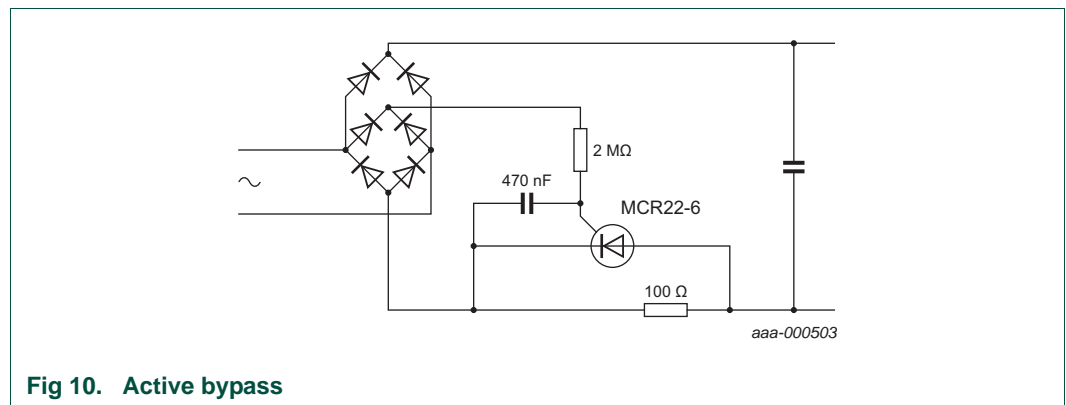 2 MΩ
470 nF
MCR22-6
100 Ω
aaa-000503
Fig 10. Active bypass